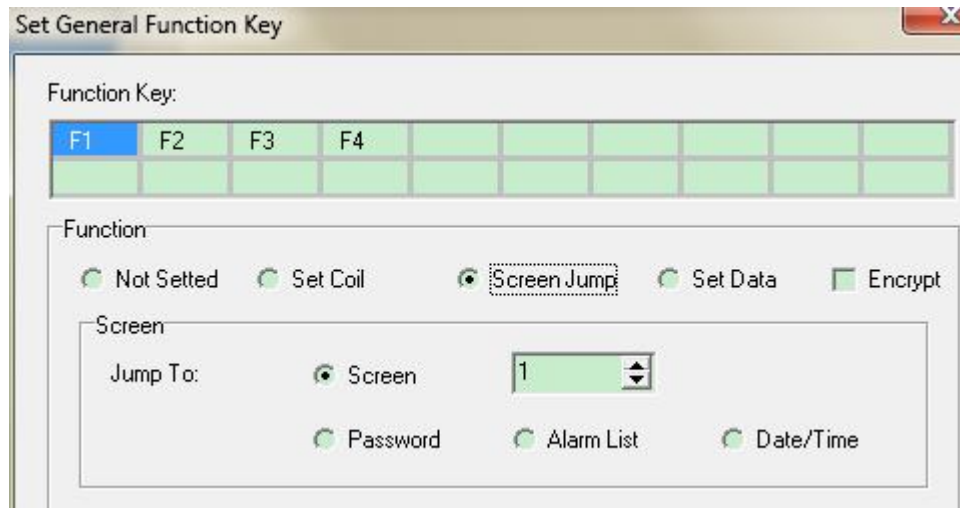 Set General Function Key
Function Key:
F1 F2 F3 F4
Function
Not Setted Set Coil Screen Jump Set Data Encrypt
Screen
Jump To: Screen 1
Password Alarm List Date/Time